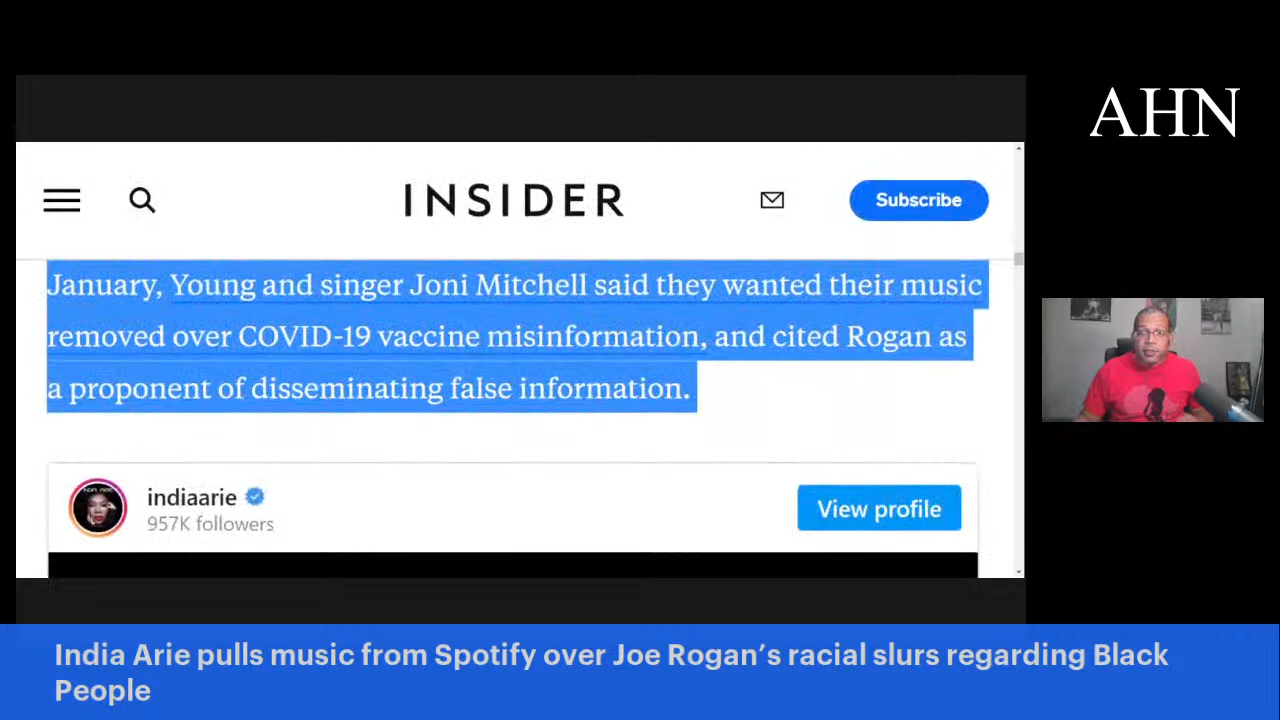 AHN
INSIDER
Subscribe
January, Young and singer Joni Mitchell said they wanted their music
removed over COVID-19 vaccine misinformation, and cited Rogan as
a proponent of disseminating false information.
indiaarie
957K followers
View profile
India Arie pulls music from Spotify over Joe Rogan’s racial slurs regarding Black
People